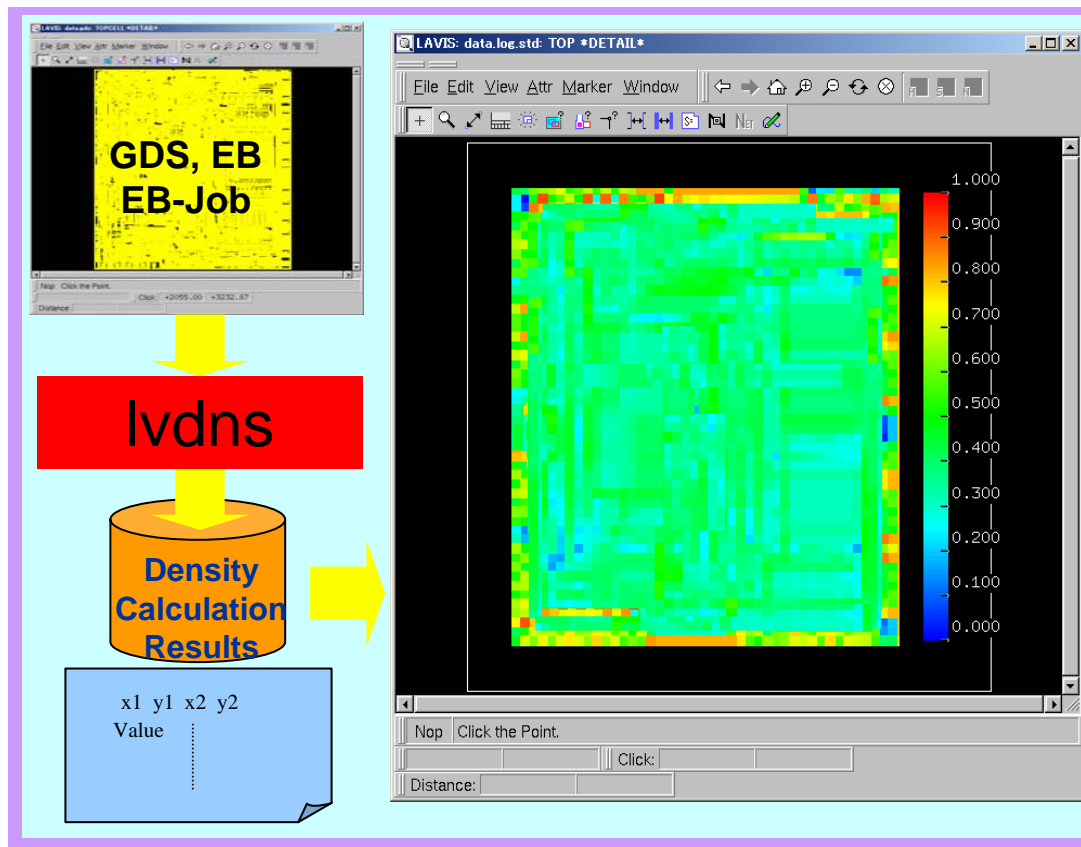 LAVIS: data.gds: TOPCELL *DETAIL*
File Edit View Attr Marker Window
GDS, EB
EB-Job
Nop Click the Point.
Click: +2055.00 +3232.87
Distance:
lvdns
Density
Calculation
Results
x1 y1 x2 y2
Value
LAVIS: data.log.std: TOP *DETAIL*
File Edit View Attr Marker Window
Net
1.000
0.900
0.800
0.700
0.600
0.500
0.400
0.300
0.200
0.100
0.000
Nop Click the Point.
Click:
Distance: